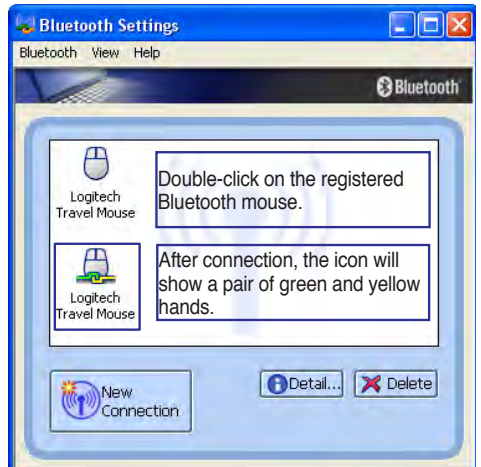 Bluetooth Settings
Bluetooth View Help
Bluetooth
Logitech
Travel Mouse
Double-click on the registered
Bluetooth mouse.
Logitech
Travel Mouse
After connection, the icon will
show a pair of green and yellow
hands.
New
Connection
Detail...
Delete